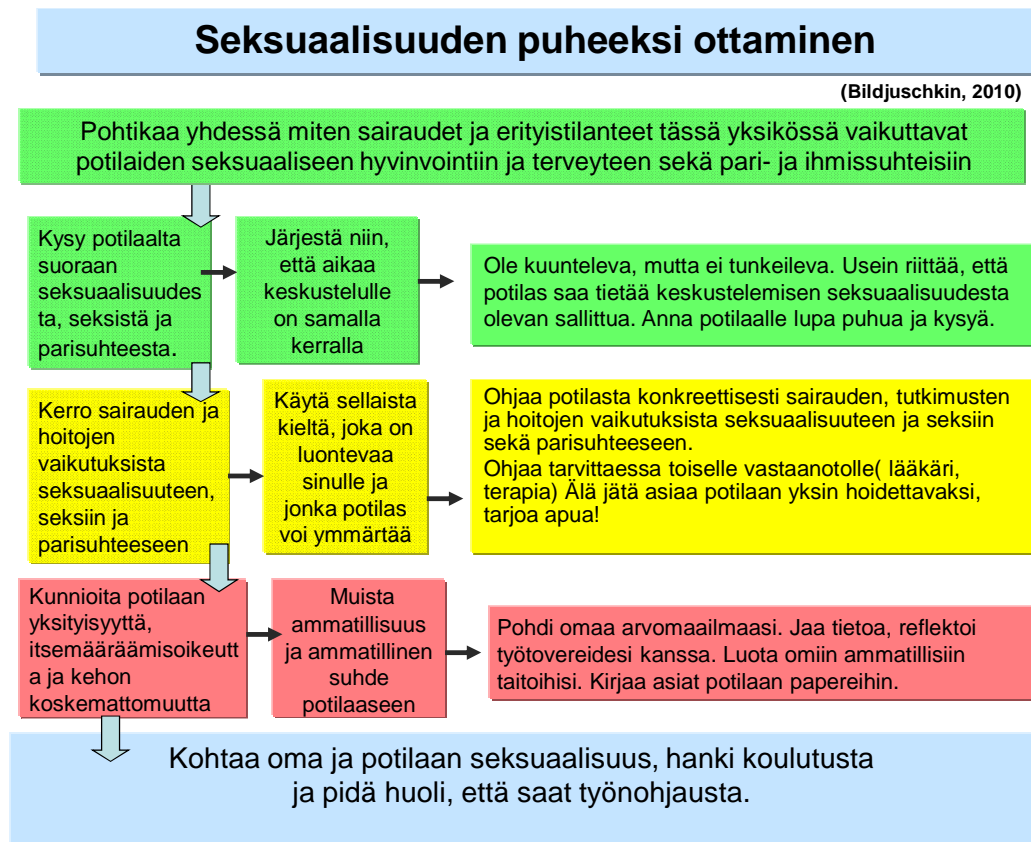 Seksuaalisuuden puheeksi ottaminen
(Bildjuschkin, 2010)
Pohtikaa yhdessä miten sairaudet ja erityistilanteet tässä yksikössä vaikuttavat
potilaiden seksuaaliseen hyvinvointiin ja terveyteen sekä pari- ja ihmissuhteisiin
Kysy potilaalta
suoraan
seksuaalisuudes
ta, seksistä ja
parisuhteesta.
Järjestä niin,
että aikaa
keskustelulle
on samalla
kerralla
Ole kuunteleva, mutta ei tunkeileva. Usein riittää, että
potilas saa tietää keskustelemisen seksuaalisuudesta
olevan sallittua. Anna potilaalle lupa puhua ja kysyä.
Kerro sairauden ja
hoitojen
vaikutuksista
seksuaalisuuteen,
seksiin ja
parisuhteeseen
Käytä sellaista
kieltä, joka on
luontevaa
sinulle ja
jonka potilas
voi ymmärtää
Ohjaa potilasta konkreettisesti sairauden, tutkimusten
ja hoitojen vaikutuksista seksuaalisuuteen ja seksiin
sekä parisuhteeseen.
Ohjaa tarvittaessa toiselle vastaanotolle( lääkäri,
terapia) Älä jätä asiaa potilaan yksin hoidettavaksi,
tarjoa apua!
Kunnioita potilaan
yksityisyyttä,
itsemääräämisoikeutt
a ja kehon
koskemattomuutta
Muista
ammatillisuus
ja ammatillinen
suhde
potilaaseen
Pohdi omaa arvomaailmaasi. Jaa tietoa, reflektoi
työtovereidesi kanssa. Luota omiin ammatillisiin
taitoihisi. Kirjaa asiat potilaan papereihin.
Kohtaa oma ja potilaan seksuaalisuus, hanki koulutusta
ja pidä huoli, että saat työnohjausta.